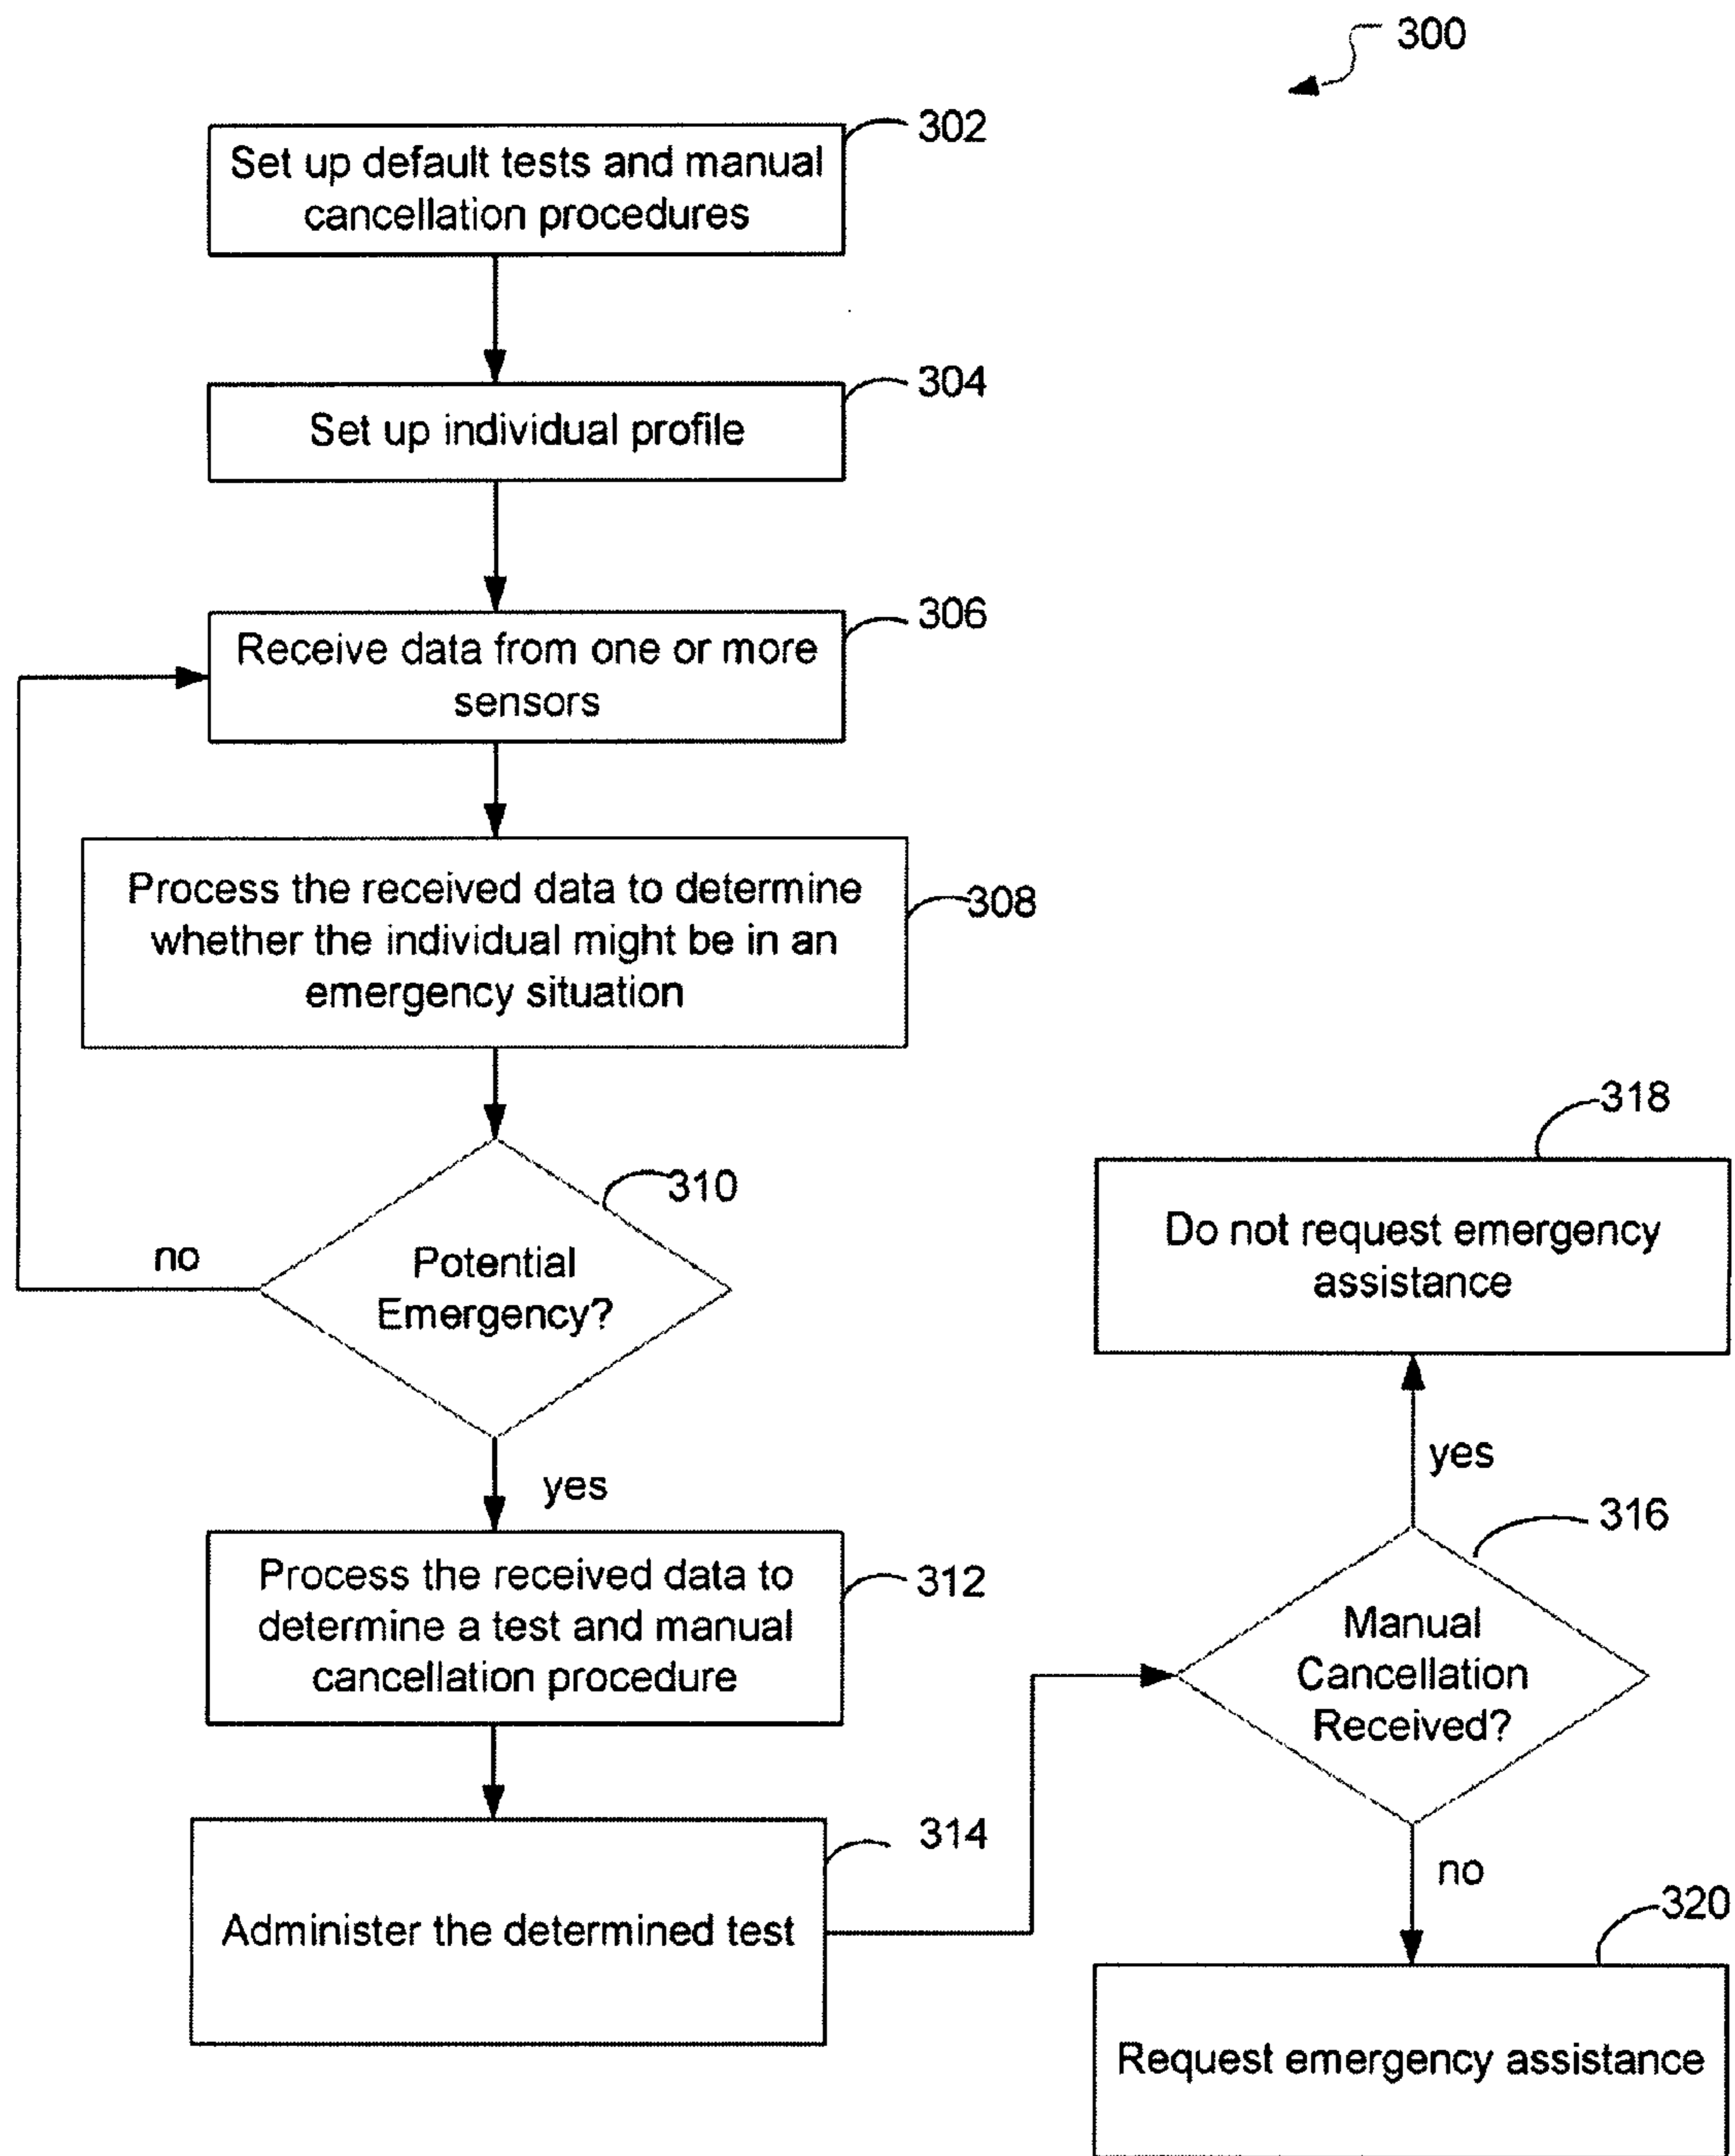 300
302
Set up default tests and manual
cancellation procedures
304
Set up individual profile
306
Receive data from one or more
sensors
308
Process the received data to determine
whether the individual might be in an
emergency situation
310
Potential
Emergency?
no
yes
312
Process the received data to
determine a test and manual
cancellation procedure
314
Administer the determined test
316
Manual
Cancellation
Received?
yes
318
Do not request emergency
assistance
no
320
Request emergency assistance